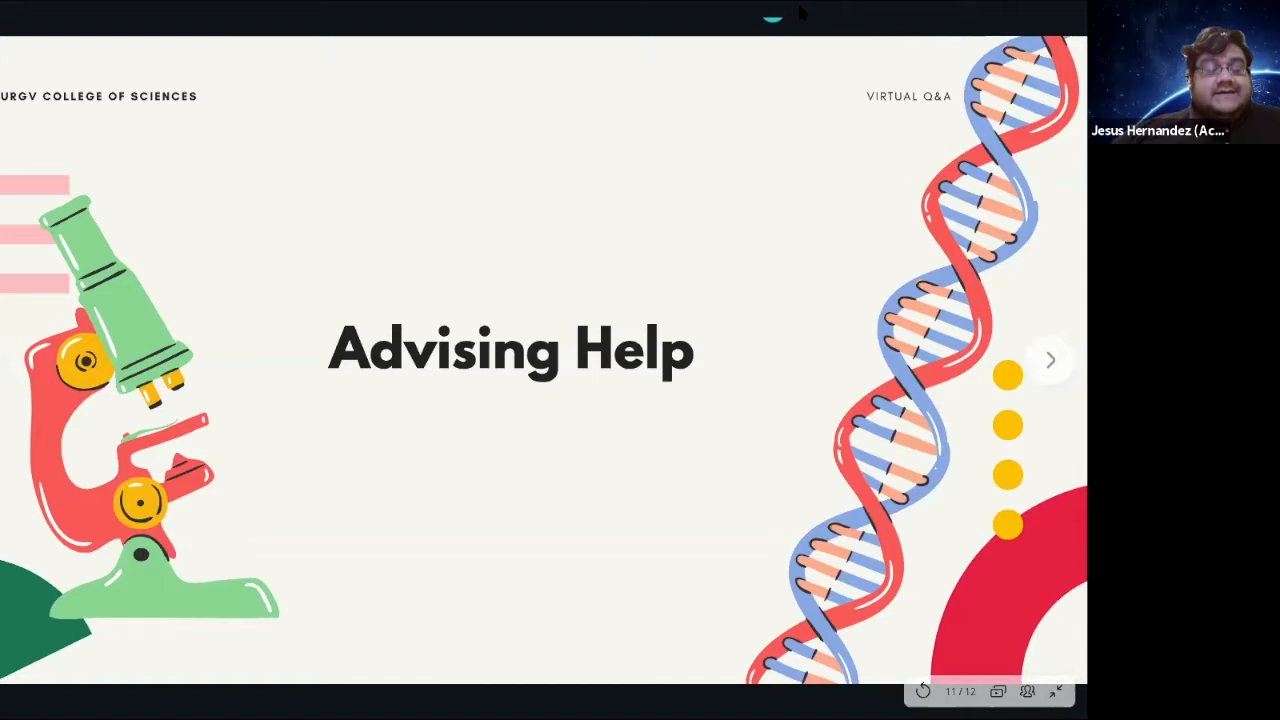 URGV COLLEGE OF SCIENCES
VIRTUAL Q&A
Jesus Hernandez (Ac...
Advising Help
11/12